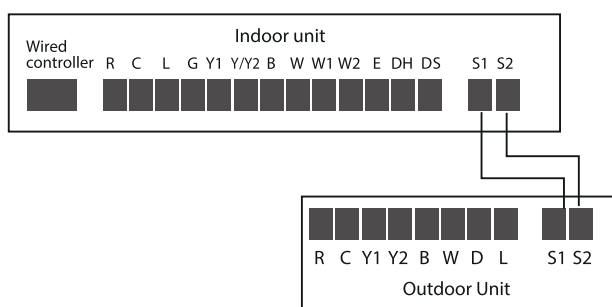 Indoor unit
Wired
controller R C L G Y1 Y/Y2 B W W1 W2 E DH DS S1 S2
R C Y1 Y2 B W D L S1 S2
Outdoor Unit